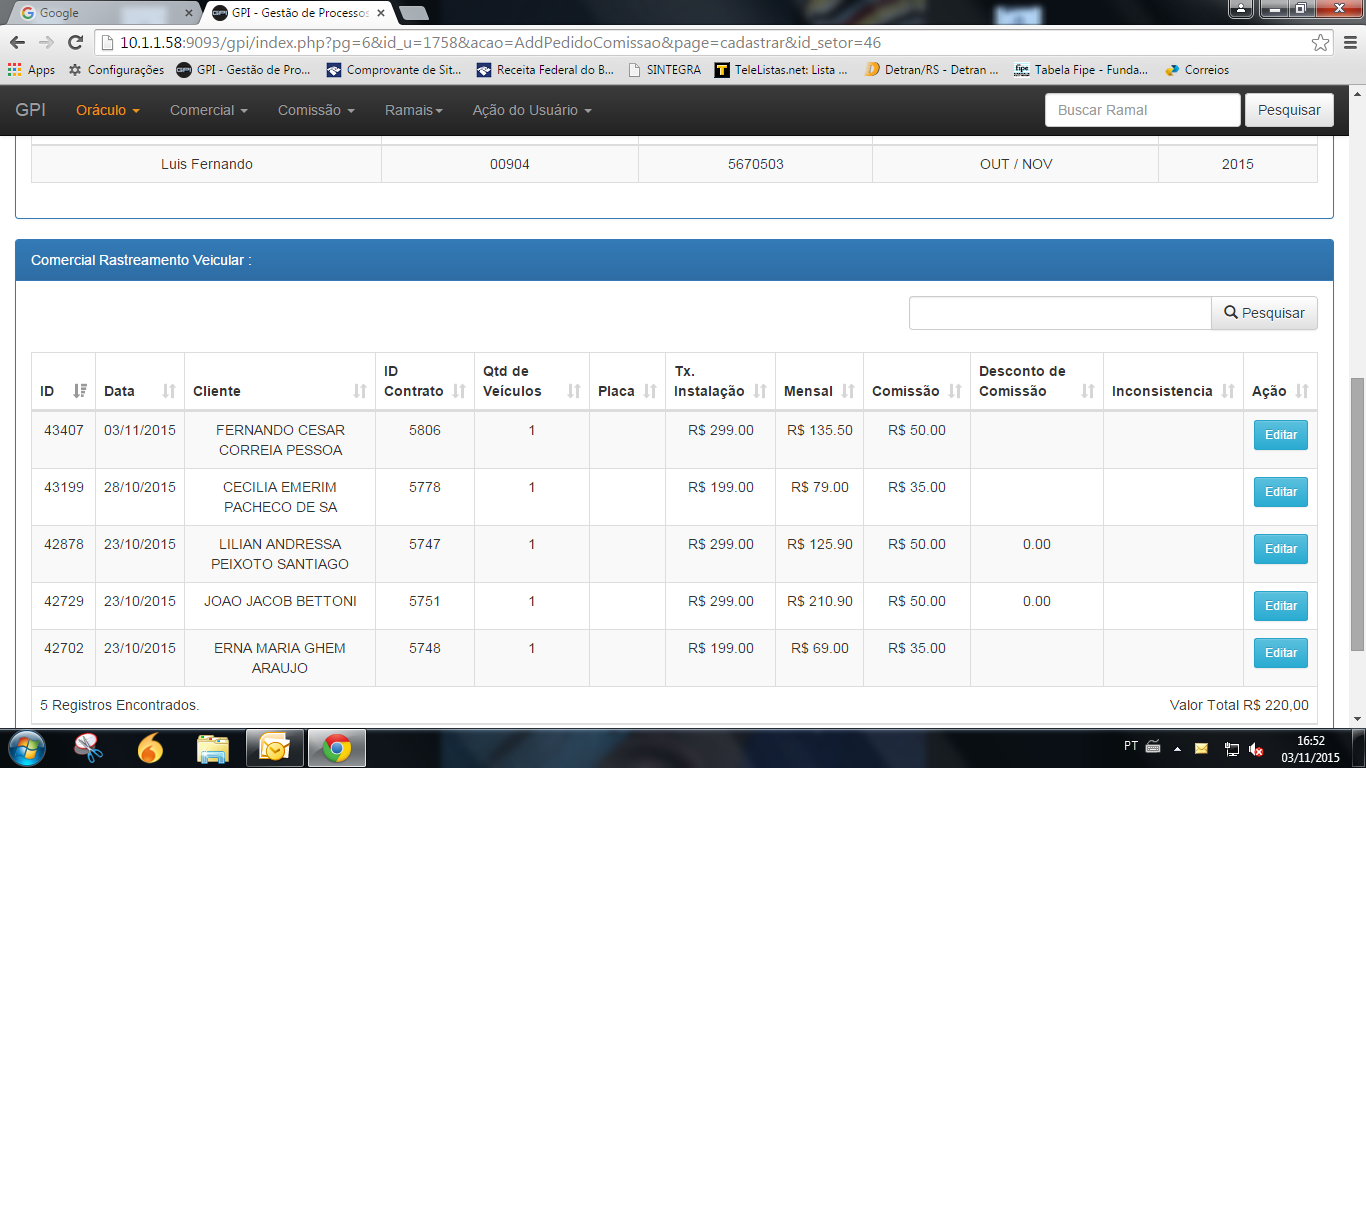 Google
GPI - Gestão de Processos
10.1.1.58:9093/gpi/index.php?pg=6&id_u=1758&acao=AddPedidoComissao&page=cadastrar&id_setor=46
Apps Configurações GPI - Gestão de Pro... Comprovante de Sit... Receita Federal do B... SINTEGRA TeleListas.net: Lista ... Detran/RS - Detran ... Tabela Fipe - Funda... Correios
GPI Oráculo Comercial Comissão Ramais Ação do Usuário Buscar Ramal Pesquisar
Luis Fernando 00904 5670503 OUT / NOV 2015
Comercial Rastreamento Veicular :
Pesquisar
ID Data Cliente ID Contrato Qtd de Veículos Placa Tx. Instalação Mensal Comissão Desconto de Comissão Inconsistencia Ação
43407 03/11/2015 FERNANDO CESAR CORREIA PESSOA 5806 1 R$ 299.00 R$ 135.50 R$ 50.00 Editar
43199 28/10/2015 CECILIA EMERIM PACHECO DE SA 5778 1 R$ 199.00 R$ 79.00 R$ 35.00 Editar
42878 23/10/2015 LILIAN ANDRESSA PEIXOTO SANTIAGO 5747 1 R$ 299.00 R$ 125.90 R$ 50.00 0.00 Editar
42729 23/10/2015 JOAO JACOB BETTONI 5751 1 R$ 299.00 R$ 210.90 R$ 50.00 0.00 Editar
42702 23/10/2015 ERNA MARIA GHEM ARAUJO 5748 1 R$ 199.00 R$ 69.00 R$ 35.00 Editar
5 Registros Encontrados. Valor Total R$ 220,00
PT 16:52
03/11/2015